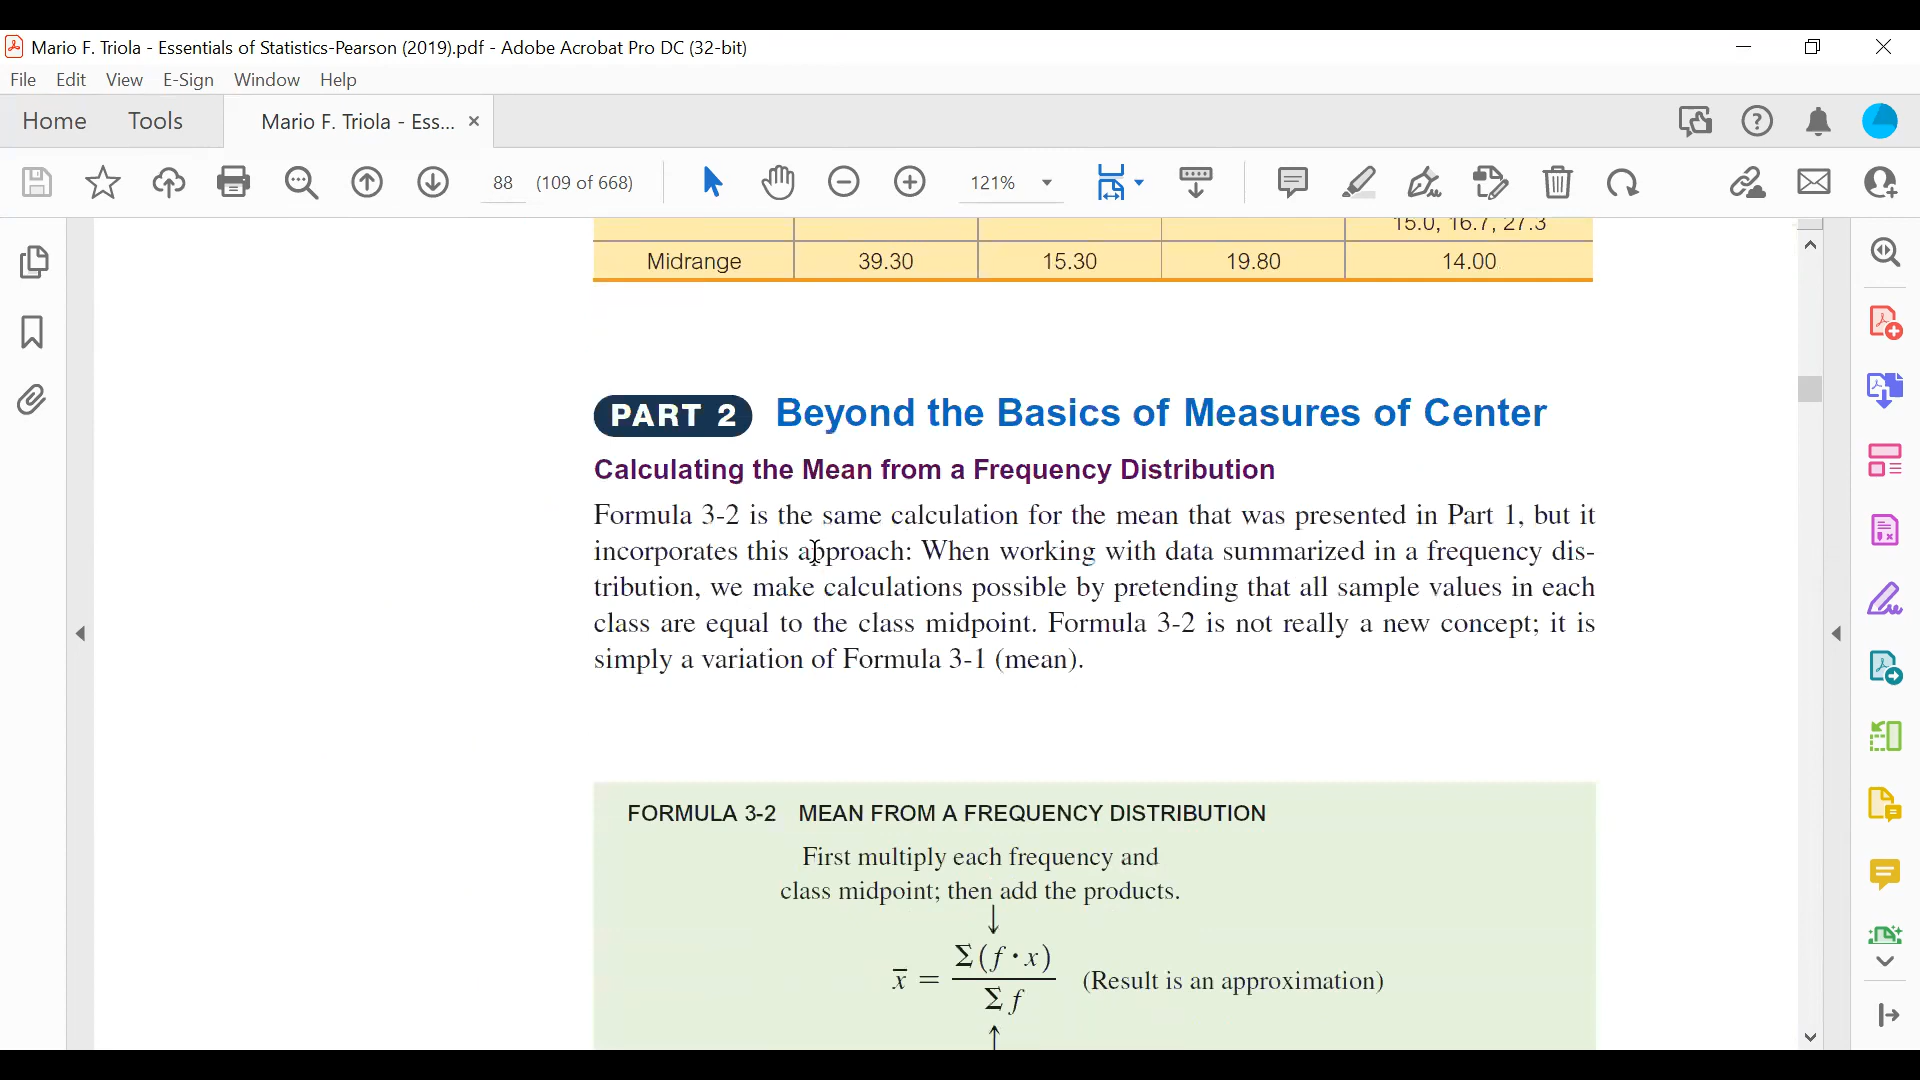 Mario F. Triola - Essentials of Statistics-Pearson (2019).pdf - Adobe Acrobat Pro DC (32-bit)
File Edit View E-Sign Window Help
Home Tools Mario F. Triola - Ess... ×
88 (109 of 668) 121%
15.0, 16.7, 27.3
Midrange 39.30 15.30 19.80 14.00
PART 2 Beyond the Basics of Measures of Center
Calculating the Mean from a Frequency Distribution
Formula 3-2 is the same calculation for the mean that was presented in Part 1, but it
incorporates this approach: When working with data summarized in a frequency dis-
tribution, we make calculations possible by pretending that all sample values in each
class are equal to the class midpoint. Formula 3-2 is not really a new concept; it is
simply a variation of Formula 3-1 (mean).
FORMULA 3-2 MEAN FROM A FREQUENCY DISTRIBUTION
First multiply each frequency and
class midpoint; then add the products.
↓
Σ(f · x)
x̄ = (Result is an approximation)
Σf
↑